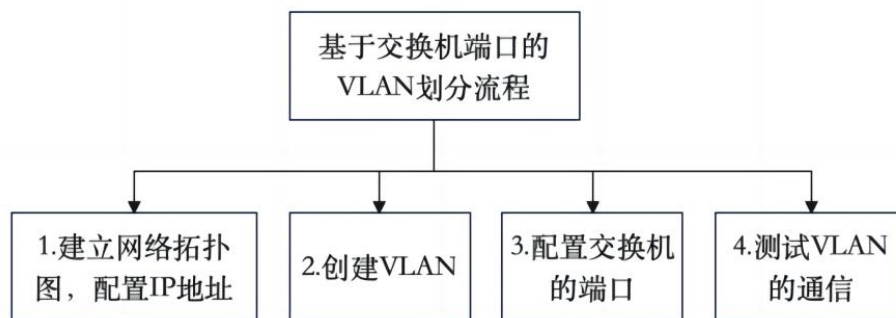 基于交换机端口的
VLAN划分流程
1.建立网络拓扑
图，配置IP地址
2.创建VLAN
3.配置交换机
的端口
4.测试VLAN
的通信